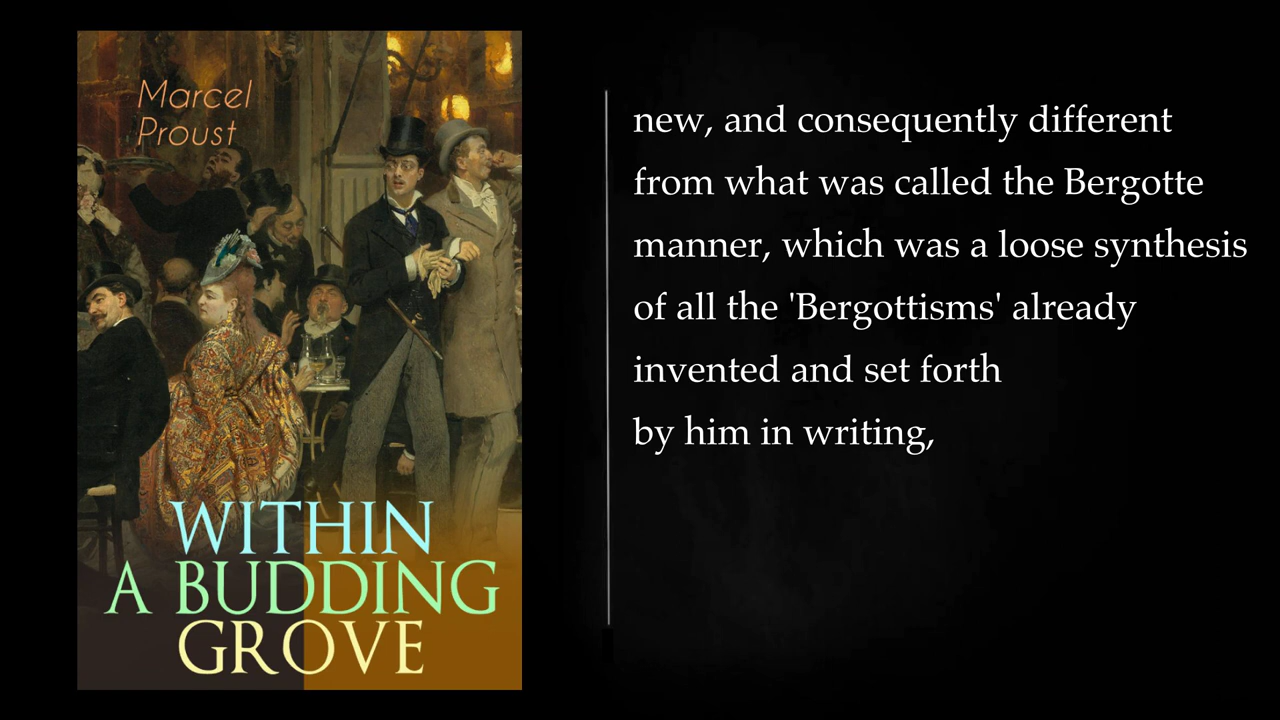 Marcel
Proust
WITHIN
A BUDDING
GROVE
new, and consequently different
from what was called the Bergotte
manner, which was a loose synthesis
of all the 'Bergottisms' already
invented and set forth
by him in writing,